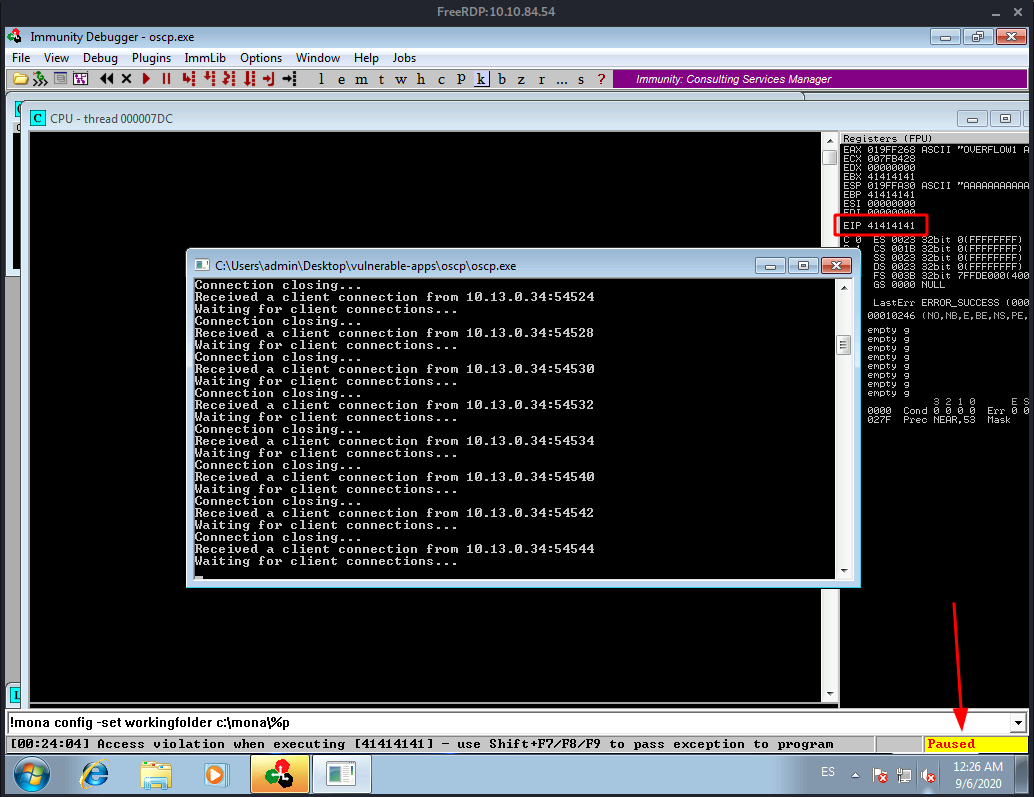 FreeRDP:10.10.84.54
Immunity Debugger - oscp.exe
File View Debug Plugins ImmLib Options Window Help Jobs
l e m t w h c P k b z r ... s ?
Immunity: Consulting Services Manager
C CPU - thread 000007DC
Registers (FPU)
EAX 019FF268 ASCII "OVERFLOW1 A
ECX 007FB428
EDX 00000000
EBX 41414141
ESP 019FFA30 ASCII "AAAAAAAAAAA
EBP 41414141
ESI 00000000
EDI 00000000
EIP 41414141
C 0 ES 0023 32bit 0(FFFFFFFF)
CS 001B 32bit 0(FFFFFFFF)
SS 0023 32bit 0(FFFFFFFF)
DS 0023 32bit 0(FFFFFFFF)
FS 003B 32bit 7FFDE000(400
GS 0000 NULL
LastErr ERROR_SUCCESS (000
00010246 (NO,NB,E,BE,NS,PE,
empty g
empty g
empty g
empty g
empty g
empty g
empty g
empty g
3 2 1 0 E S
0000 Cond 0 0 0 0 Err 0 0
027F Prec NEAR,53 Mask
C:\Users\admin\Desktop\vulnerable-apps\oscp\oscp.exe
Connection closing...
Received a client connection from 10.13.0.34:54524
Waiting for client connections...
Connection closing...
Received a client connection from 10.13.0.34:54528
Waiting for client connections...
Connection closing...
Received a client connection from 10.13.0.34:54530
Waiting for client connections...
Connection closing...
Received a client connection from 10.13.0.34:54532
Waiting for client connections...
Connection closing...
Received a client connection from 10.13.0.34:54534
Waiting for client connections...
Connection closing...
Received a client connection from 10.13.0.34:54540
Waiting for client connections...
Connection closing...
Received a client connection from 10.13.0.34:54542
Waiting for client connections...
Connection closing...
Received a client connection from 10.13.0.34:54544
Waiting for client connections...
L
!mona config -set workingfolder c:\mona\%p
[00:24:04] Access violation when executing [41414141] - use Shift+F7/F8/F9 to pass exception to program
Paused
ES
12:26 AM
9/6/2020